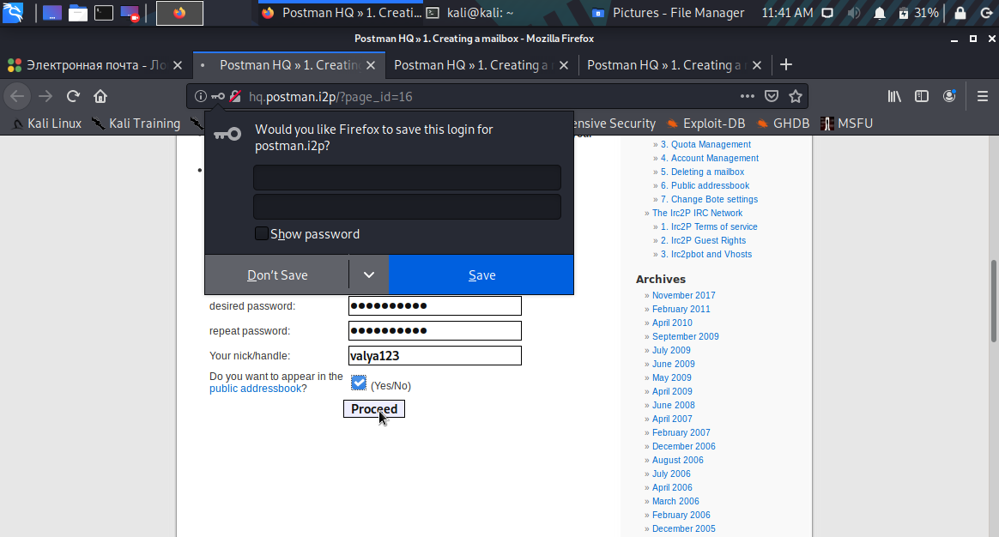 Postman HQ » 1. Creati...
kali@kali: ~
Pictures - File Manager
11:41 AM
31%
Postman HQ » 1. Creating a mailbox - Mozilla Firefox
Электронная почта - Ло
Postman HQ » 1. Creatin
Postman HQ » 1. Creating a
Postman HQ » 1. Creating a
hq.postman.i2p/?page_id=16
Kali Linux
Kali Training
ensive Security
Exploit-DB
GHDB
MSFU
Would you like Firefox to save this login for
postman.i2p?
Show password
Don't Save
Save
desired password:
repeat password:
Your nick/handle:
valya123
Do you want to appear in the
public addressbook?
(Yes/No)
Proceed
» 3. Quota Management
» 4. Account Management
» 5. Deleting a mailbox
» 6. Public addressbook
» 7. Change Bote settings
» The Irc2P IRC Network
» 1. Irc2P Terms of service
» 2. Irc2P Guest Rights
» 3. Irc2pbot and Vhosts
Archives
» November 2017
» February 2011
» April 2010
» September 2009
» July 2009
» June 2009
» May 2009
» April 2009
» June 2008
» April 2007
» February 2007
» December 2006
» August 2006
» July 2006
» April 2006
» March 2006
» February 2006
» December 2005